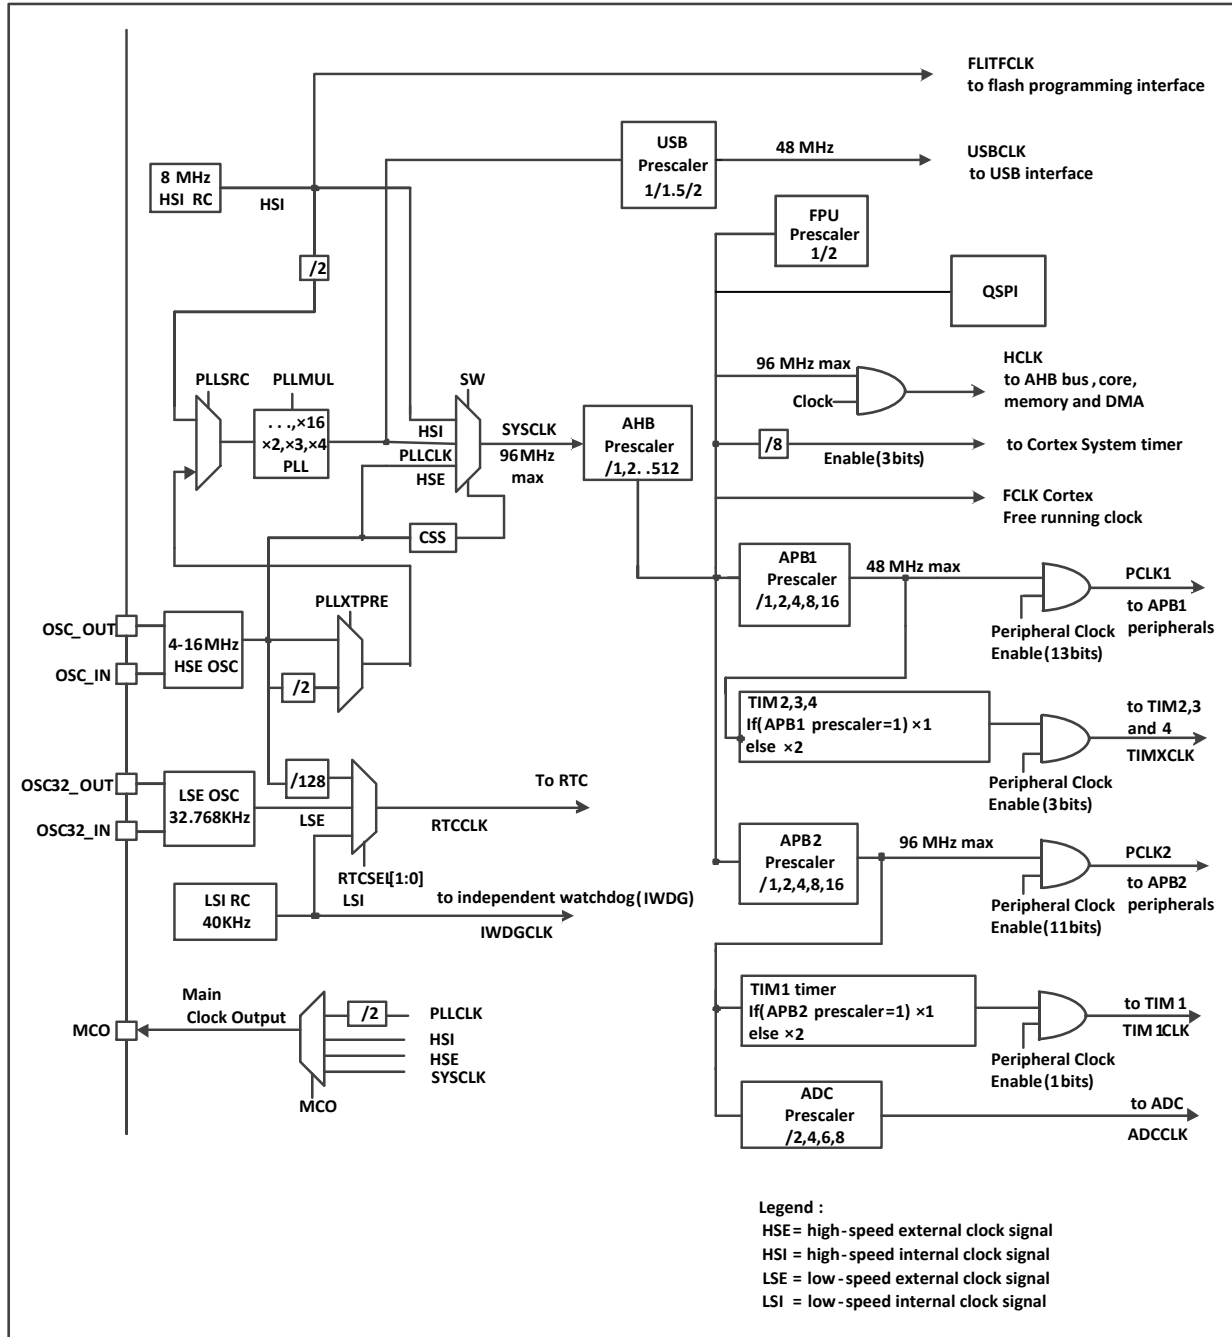 FLITFCLK
to flash programming interface
USB
Prescaler
1/1.5/2
48 MHz
USBCLK
to USB interface
8 MHz
HSI RC
HSI
FPU
Prescaler
1/2
/2
QSPI
PLLSRC
PLLMUL
. . .,×16
×2,×3,×4
PLL
SW
HSI
PLLCLK
HSE
SYSCLK
96MHz
max
AHB
Prescaler
/1,2. .512
96 MHz max
Clock
HCLK
to AHB bus,core,
memory and DMA
/8
Enable(3bits)
to Cortex System timer
FCLK Cortex
Free running clock
CSS
APB1
Prescaler
/1,2,4,8,16
48 MHz max
Peripheral Clock
Enable(13bits)
PCLK1
to APB1
peripherals
OSC_OUT
OSC_IN
4-16MHz
HSE OSC
PLLXTPRE
/2
TIM2,3,4
If(APB1 prescaler=1) ×1
else ×2
Peripheral Clock
Enable(3bits)
to TIM2,3
and 4
TIMXCLK
OSC32_OUT
OSC32_IN
LSE OSC
32.768KHz
/128
LSE
RTCSEL[1:0]
To RTC
RTCCLK
LSI RC
40KHz
LSI
to independent watchdog(IWDG)
IWDGCLK
APB2
Prescaler
/1,2,4,8,16
96 MHz max
Peripheral Clock
Enable(11bits)
PCLK2
to APB2
peripherals
MCO
Main
Clock Output
/2
PLLCLK
HSI
HSE
SYSCLK
MCO
TIM1 timer
If(APB2 prescaler=1) ×1
else ×2
Peripheral Clock
Enable(1bits)
to TIM1
TIM1CLK
ADC
Prescaler
/2,4,6,8
to ADC
ADCCLK
Legend :
HSE= high-speed external clock signal
HSI= high-speed internal clock signal
LSE = low-speed external clock signal
LSI = low-speed internal clock signal